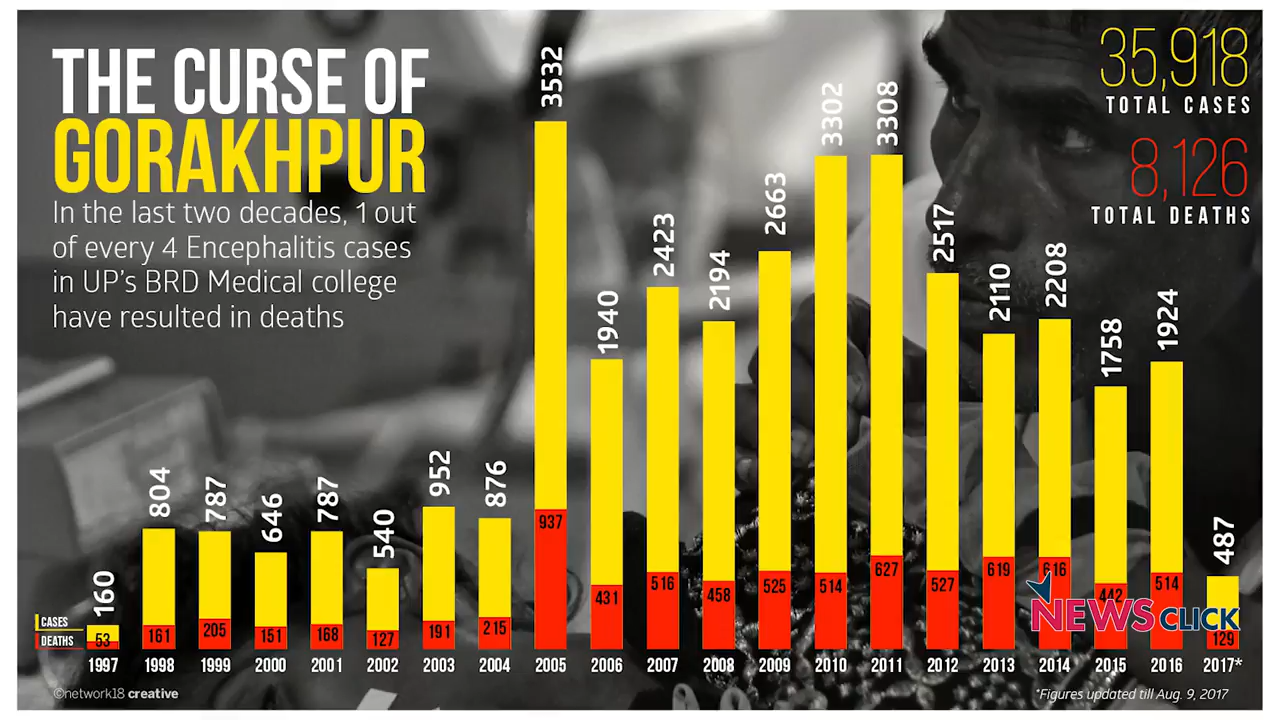 THE CURSE OF
GORAKHPUR
In the last two decades, 1 out
of every 4 Encephalitis cases
in UP's BRD Medical college
have resulted in deaths
35,918
TOTAL CASES
8,126
TOTAL DEATHS
160 804 787 646 787 540 952 876 3532 1940 2423 2194 2663 3302 3308 2517 2110 2208 1758 1924 487
CASES
DEATHS
53 161 205 151 168 127 191 215 937 431 516 458 525 514 627 527 619 616 442 514 129
NEWSCLICK
1997 1998 1999 2000 2001 2002 2003 2004 2005 2006 2007 2008 2009 2010 2011 2012 2013 2014 2015 2016 2017*
©network18 creative
*Figures updated till Aug. 9, 2017